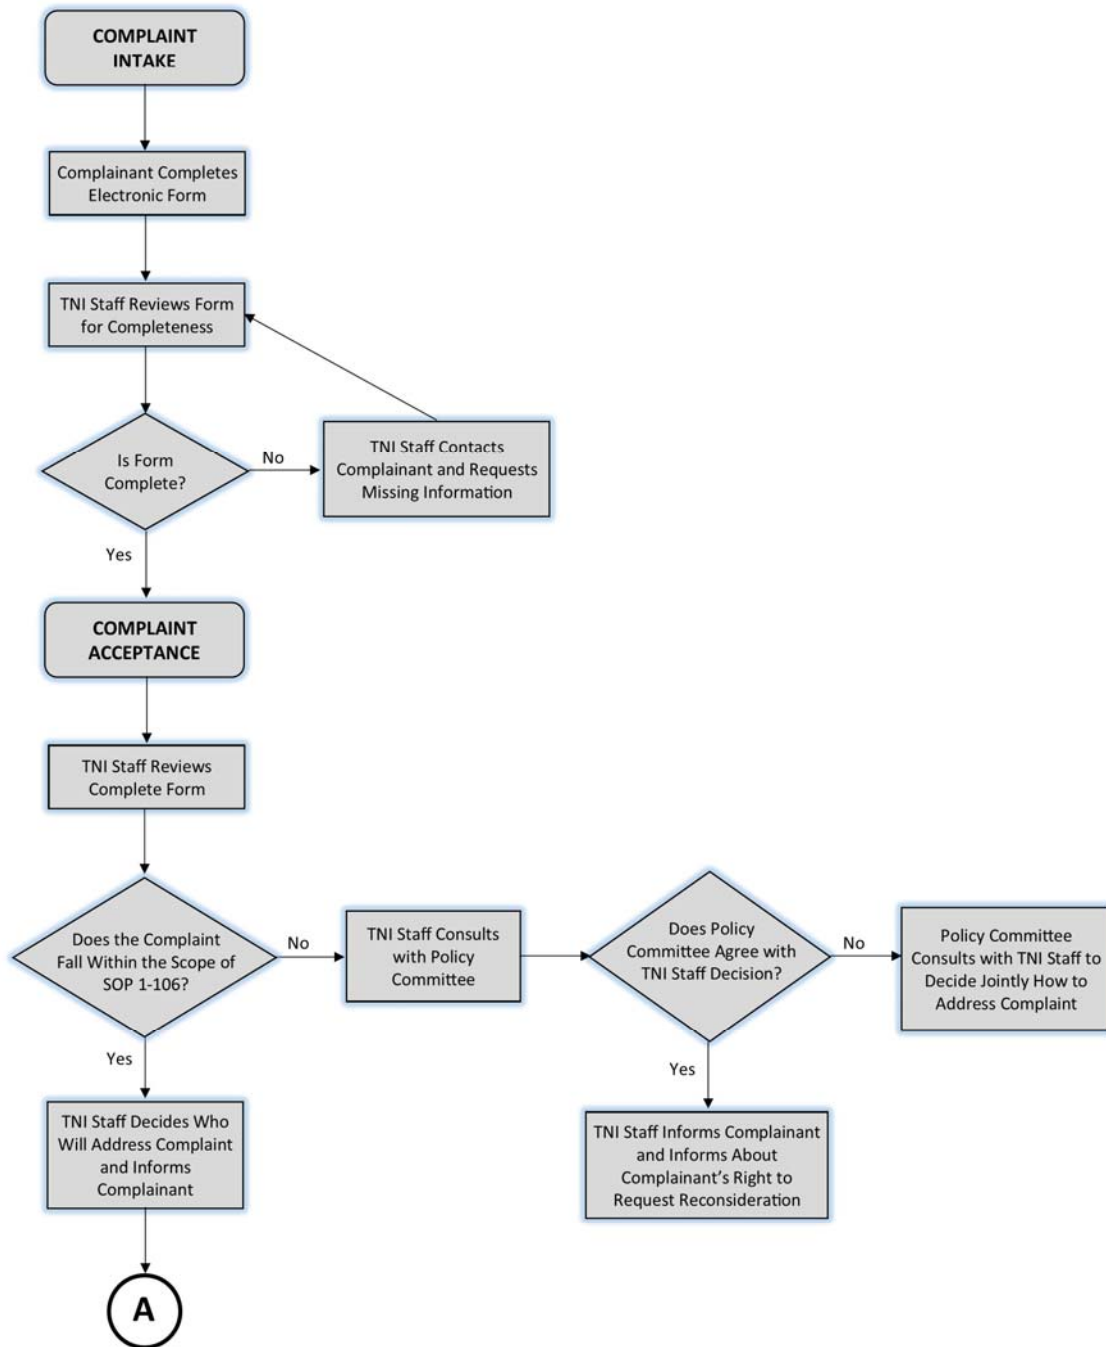 COMPLAINT
INTAKE
Complainant Completes
Electronic Form
TNI Staff Reviews Form
for Completeness
Is Form
Complete?
No
TNI Staff Contacts
Complainant and Requests
Missing Information
Yes
COMPLAINT
ACCEPTANCE
TNI Staff Reviews
Complete Form
Does the Complaint
Fall Within the Scope of
SOP 1-106?
No
TNI Staff Consults
with Policy
Committee
Does Policy
Committee Agree with
TNI Staff Decision?
No
Policy Committee
Consults with TNI Staff to
Decide Jointly How to
Address Complaint
Yes
TNI Staff Decides Who
Will Address Complaint
and Informs
Complainant
Yes
TNI Staff Informs Complainant
and Informs About
Complainant's Right to
Request Reconsideration
A